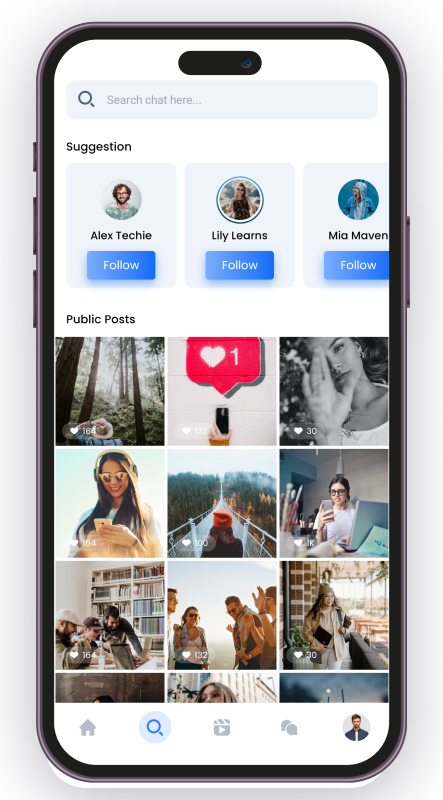 Search chat here...
Suggestion
Alex Techie
Lily Learns
Mia Maven
Follow
Follow
Follow
Public Posts
1
164
132
30
164
100
1K
164
132
30